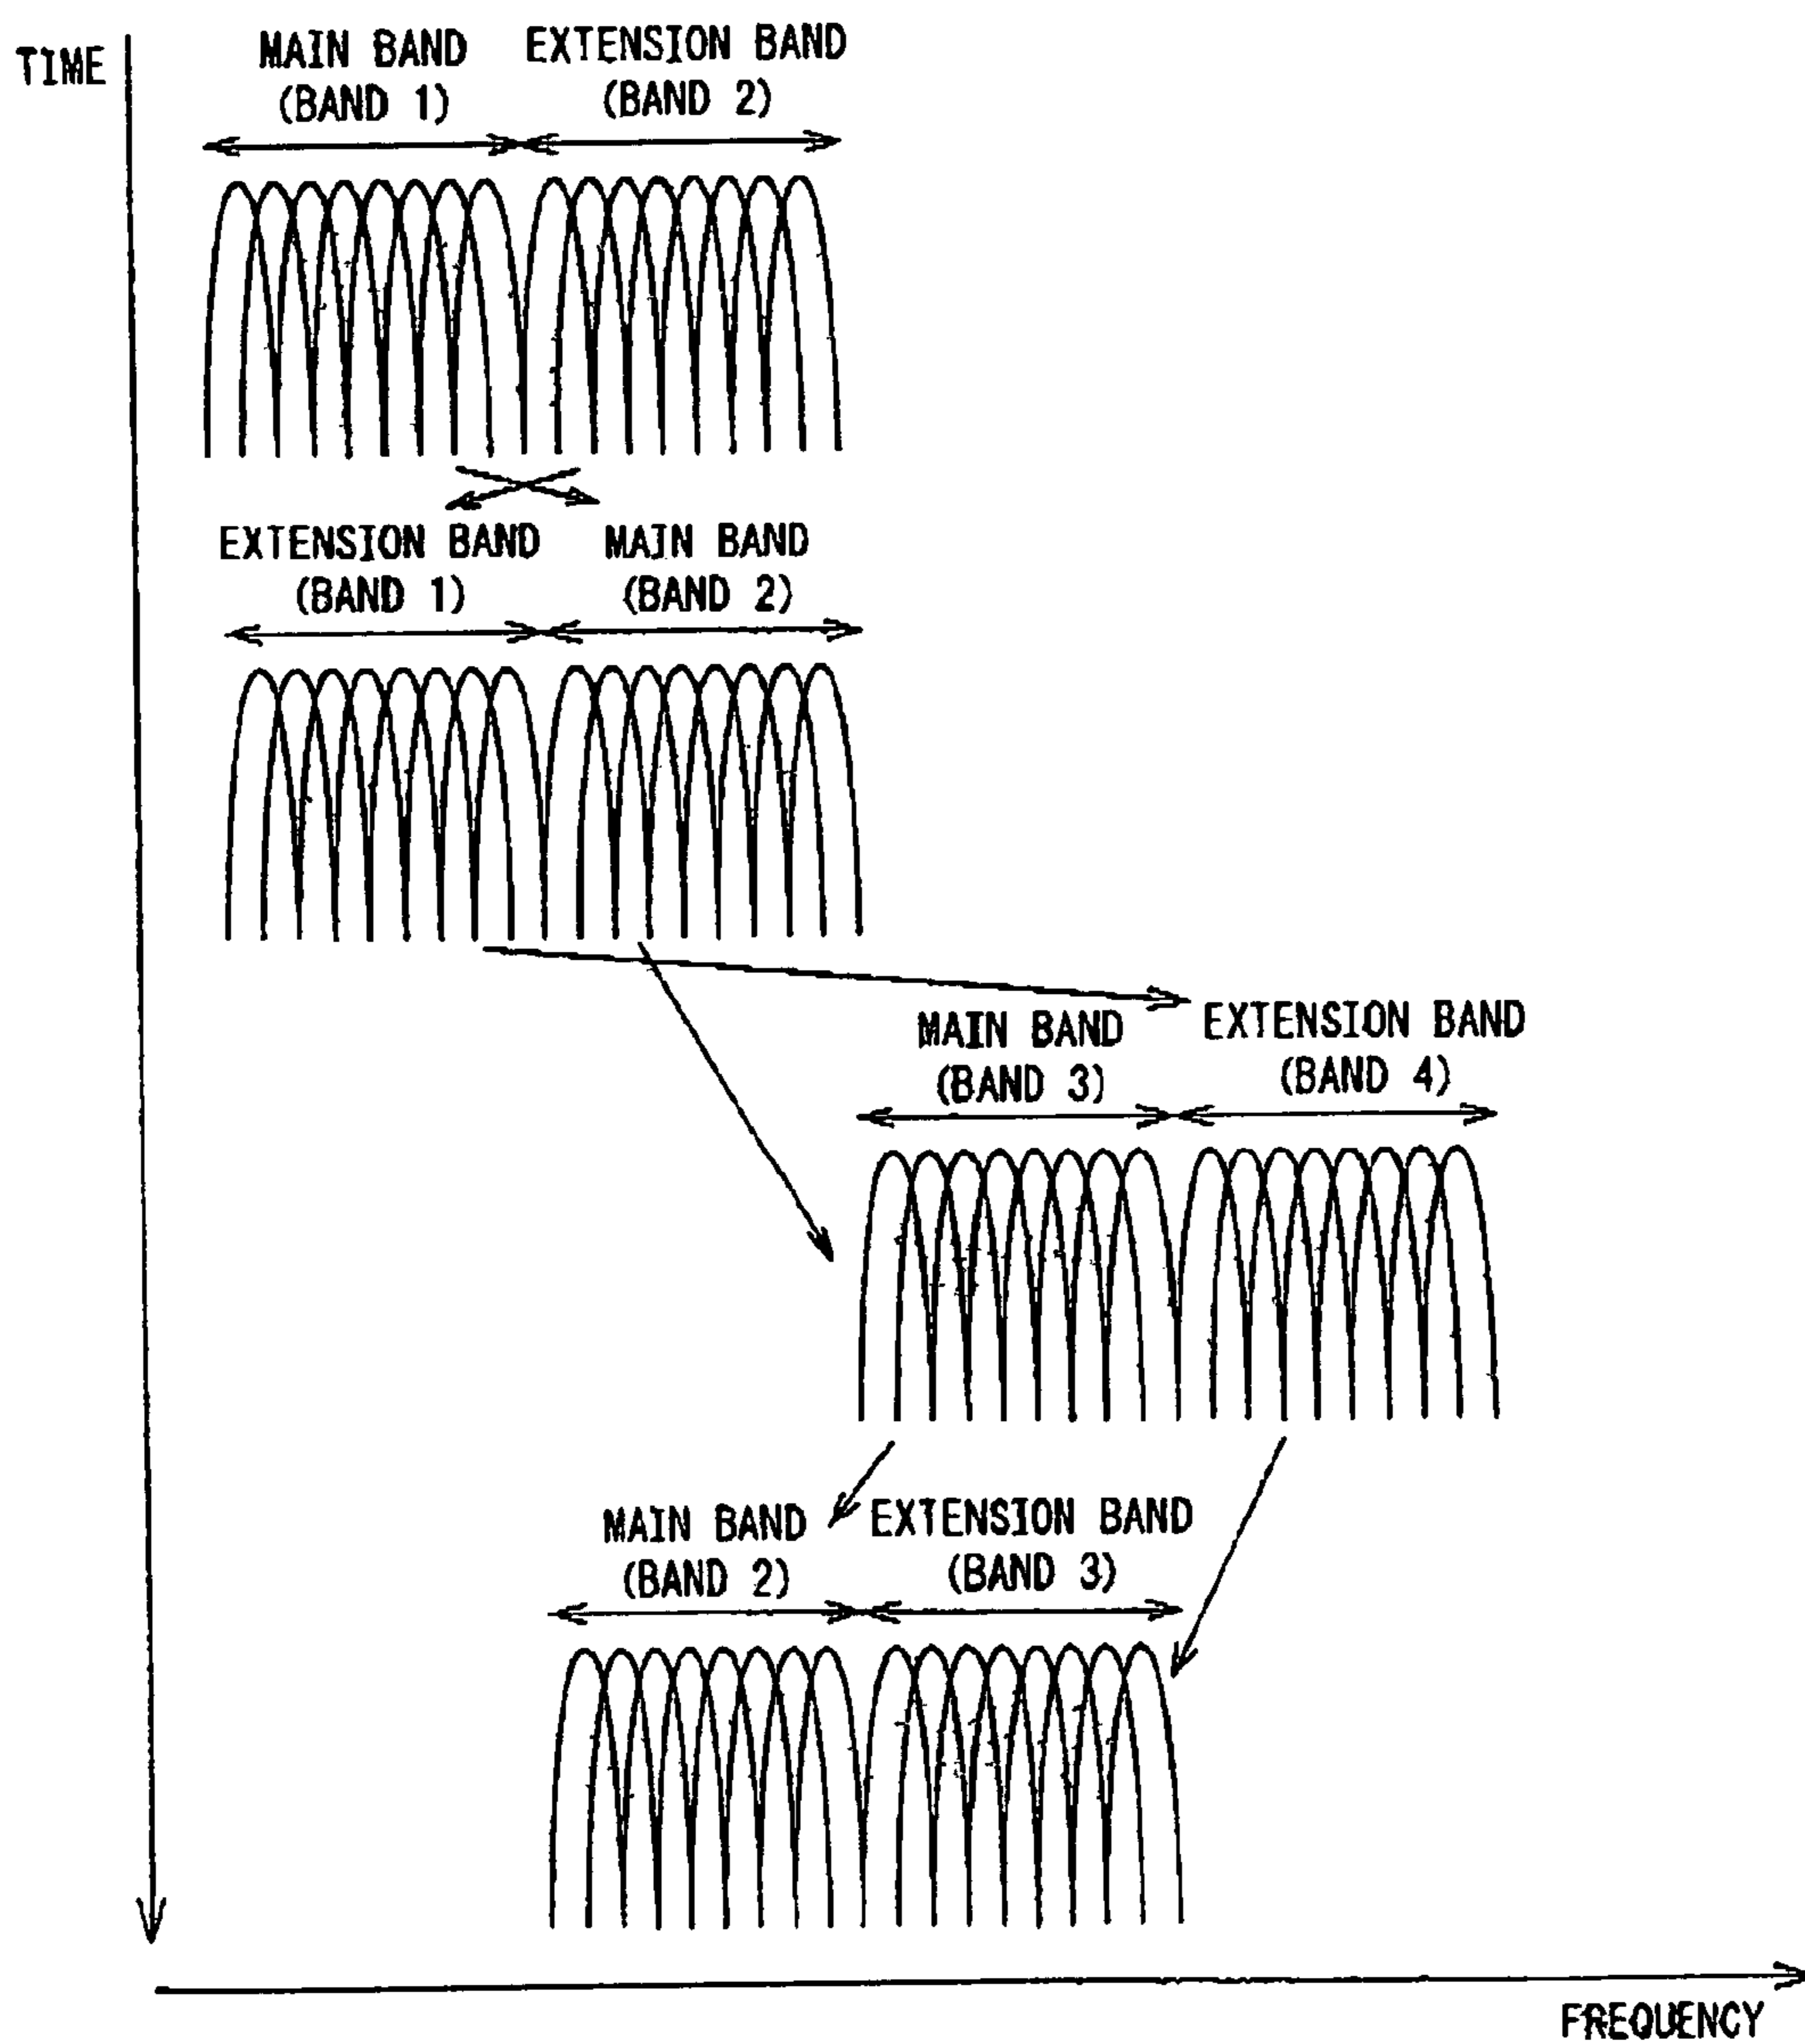 TIME
MAIN BAND
(BAND 1)
EXTENSION BAND
(BAND 2)
EXTENSION BAND
(BAND 1)
MAIN BAND
(BAND 2)
MAIN BAND
(BAND 3)
EXTENSION BAND
(BAND 4)
MAIN BAND
(BAND 2)
EXTENSION BAND
(BAND 3)
FREQUENCY